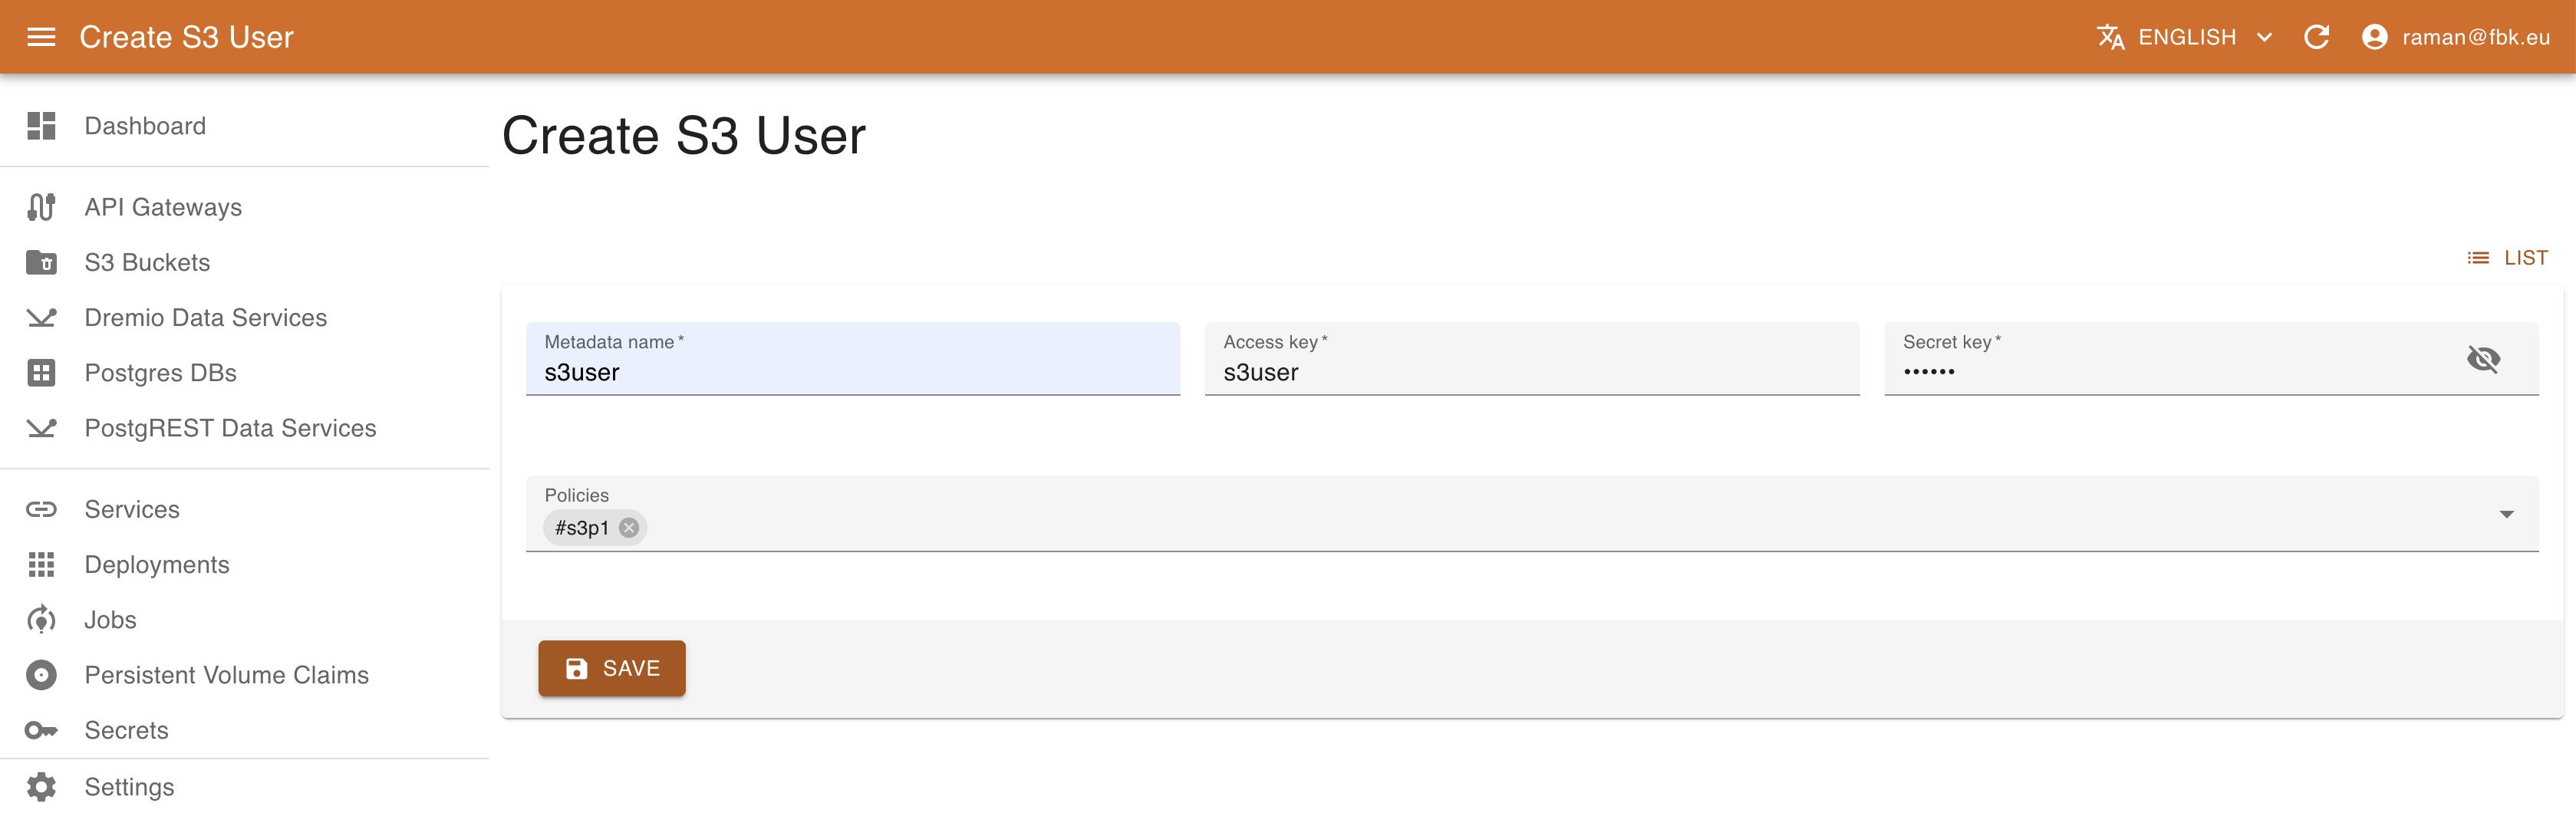 Create S3 User
ENGLISH
raman@fbk.eu
Dashboard
API Gateways
S3 Buckets
Dremio Data Services
Postgres DBs
PostgREST Data Services
Services
Deployments
Jobs
Persistent Volume Claims
Secrets
Settings
Create S3 User
LIST
Metadata name *
s3user
Access key *
s3user
Secret key *
••••••
Policies
#s3p1
SAVE